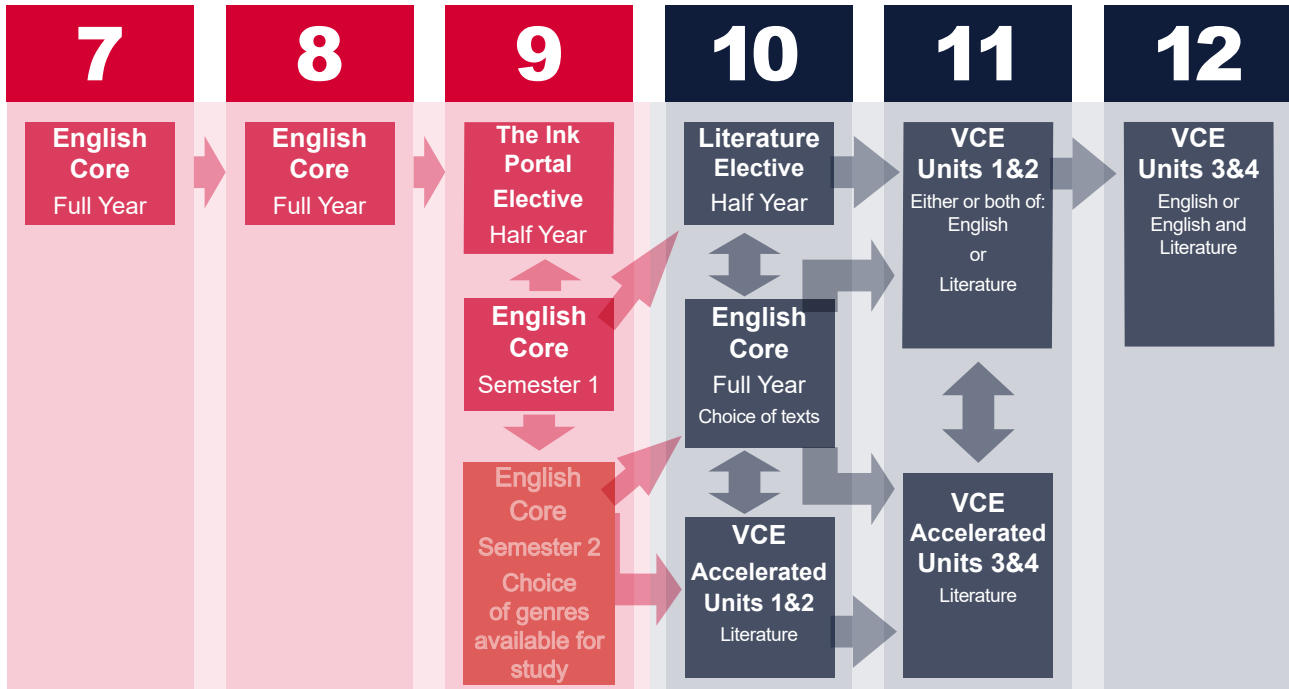 7
8
9
10
11
12
English
Core
Full Year
English
Core
Full Year
The Ink
Portal
Elective
Half Year
English
Core
Semester 1
English
Core
Semester 2
Choice
of genres
available for
study
Literature
Elective
Half Year
English
Core
Full Year
Choice of texts
VCE
Accelerated
Units 1&2
Literature
VCE
Units 1&2
Either or both of:
English
or
Literature
VCE
Accelerated
Units 3&4
Literature
VCE
Units 3&4
English or
English and
Literature